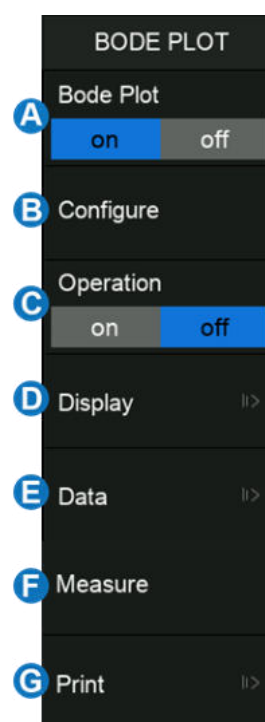 BODE PLOT
Bode Plot
A
on off
B Configure
Operation
C
on off
D Display
E Data
F Measure
G Print